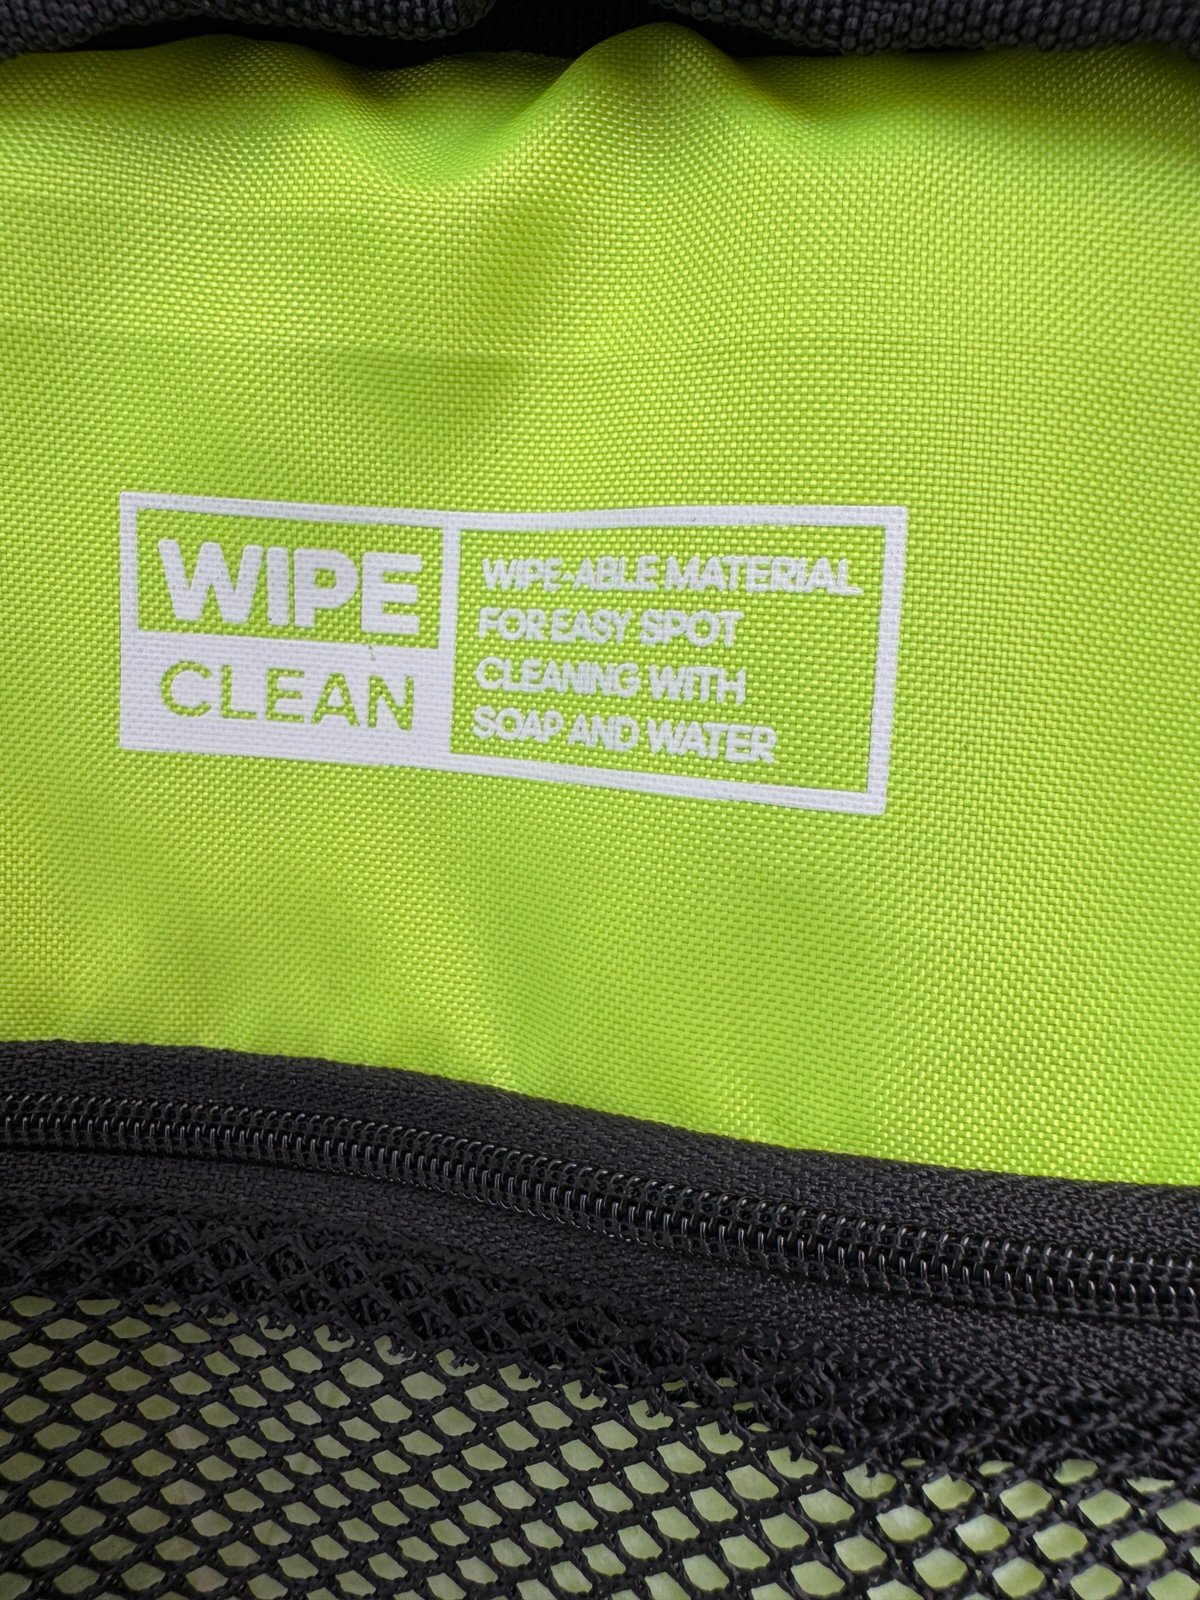 WIPE
CLEAN
WIPE-ABLE MATERIAL
FOR EASY SPOT
CLEANING WITH
SOAP AND WATER